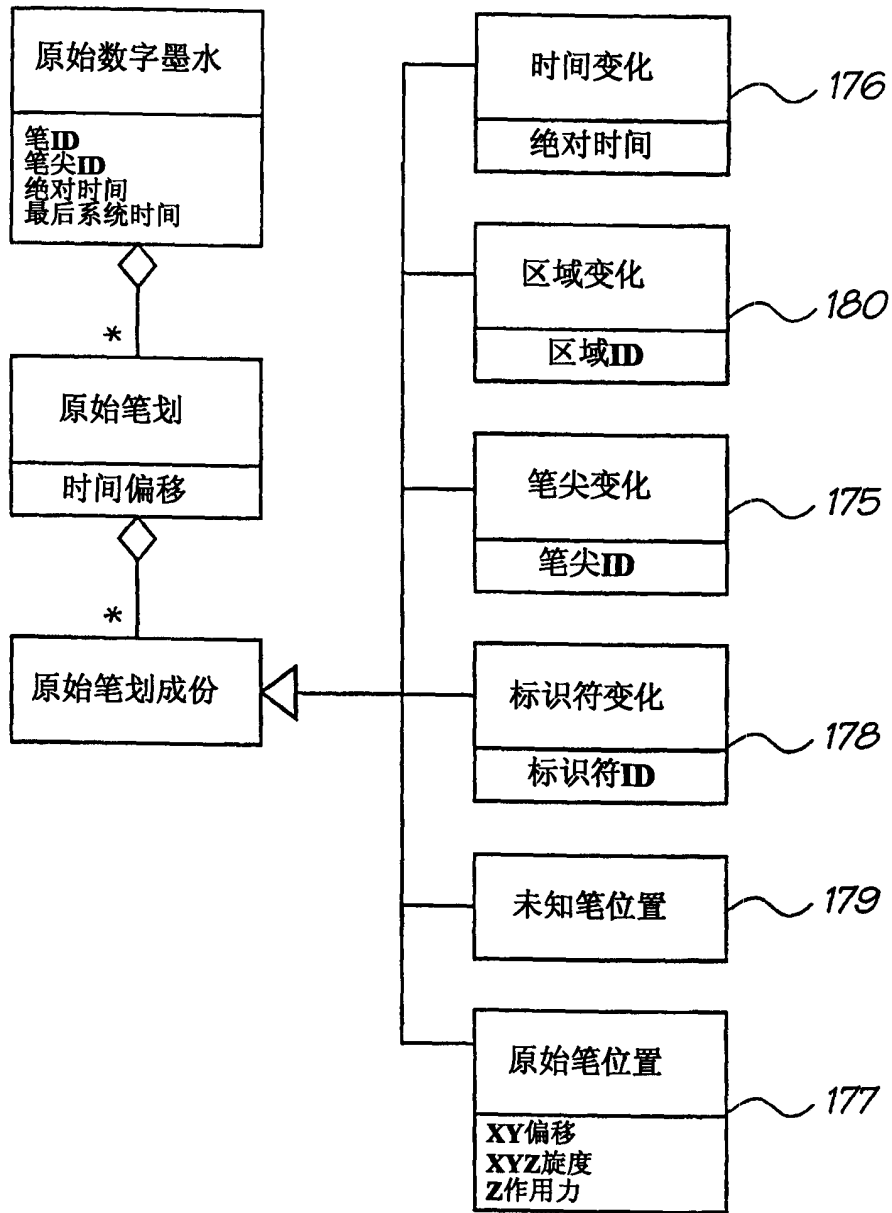 原始数字墨水
笔ID
笔尖ID
绝对时间
最后系统时间
*
原始笔划
时间偏移
*
原始笔划成份
时间变化
绝对时间
176
区域变化
区域ID
180
笔尖变化
笔尖ID
175
标识符变化
标识符ID
178
未知笔位置
179
原始笔位置
XY偏移
XYZ旋度
Z作用力
177